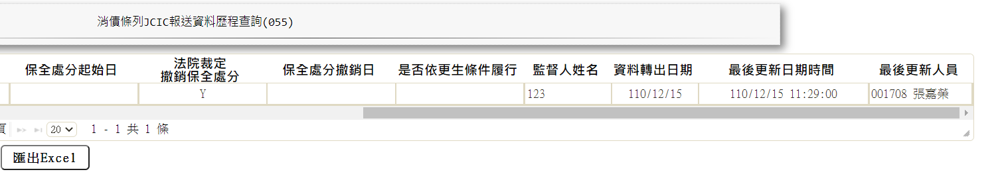 消債條列JCIC報送資料歷程查詢(055)
保全處分起始日 法院裁定 撤銷保全處分 保全處分撤銷日 是否依更生條件履行 監督人姓名 資料轉出日期 最後更新日期時間 最後更新人員
Y 123 110/12/15 110/12/15 11:29:00 001708 張嘉榮
頁 20 1 - 1 共 1 條
匯出Excel